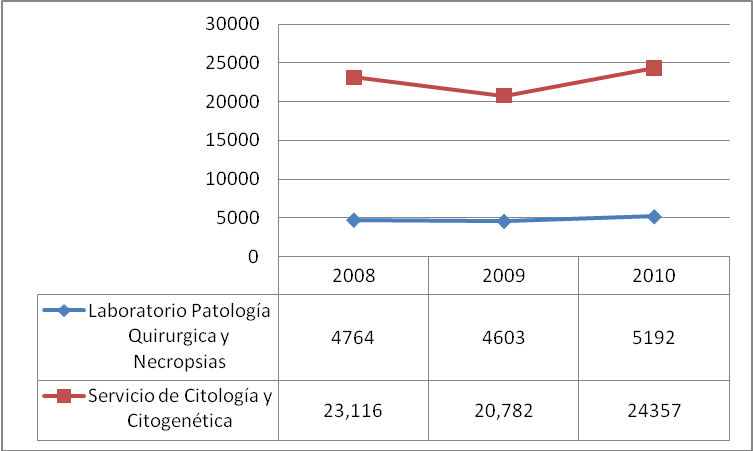 30000
25000
20000
15000
10000
5000
0
2008 2009 2010
Laboratorio Patología
Quirurgica y
Necropsias
4764 4603 5192
Servicio de Citología y
Citogenética
23,116 20,782 24357